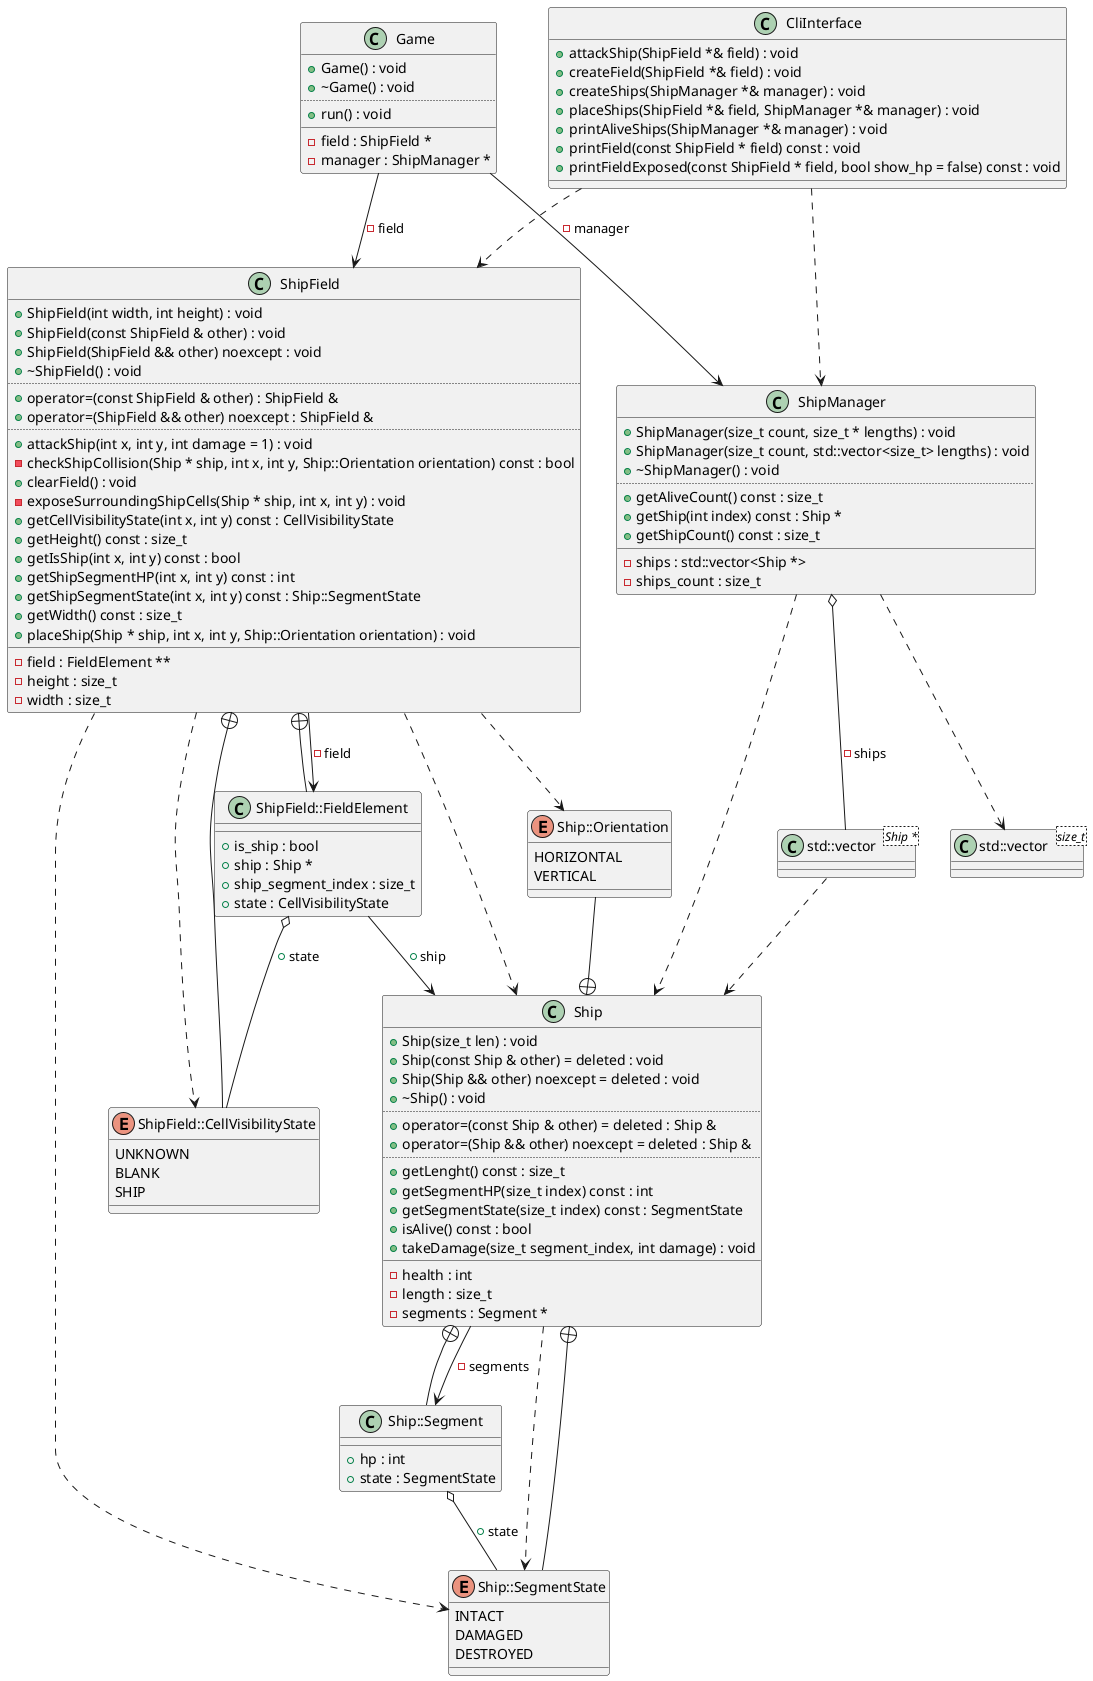 C Game
Game() : void
~Game() : void
run() : void
field : ShipField *
manager : ShipManager *
C CliInterface
attackShip(ShipField *& field) : void
createField(ShipField *& field) : void
createShips(ShipManager *& manager) : void
placeShips(ShipField *& field, ShipManager *& manager) : void
printAliveShips(ShipManager *& manager) : void
printField(const ShipField * field) const : void
printFieldExposed(const ShipField * field, bool show_hp = false) const : void
field
manager
C ShipField
ShipField(int width, int height) : void
ShipField(const ShipField & other) : void
ShipField(ShipField && other) noexcept : void
~ShipField() : void
operator=(const ShipField & other) : ShipField &
operator=(ShipField && other) noexcept : ShipField &
attackShip(int x, int y, int damage = 1) : void
checkShipCollision(Ship * ship, int x, int y, Ship::Orientation orientation) const : bool
clearField() : void
exposeSurroundingShipCells(Ship * ship, int x, int y) : void
getCellVisibilityState(int x, int y) const : CellVisibilityState
getHeight() const : size_t
getIsShip(int x, int y) const : bool
getShipSegmentHP(int x, int y) const : int
getShipSegmentState(int x, int y) const : Ship::SegmentState
getWidth() const : size_t
placeShip(Ship * ship, int x, int y, Ship::Orientation orientation) : void
field : FieldElement **
height : size_t
width : size_t
C ShipManager
ShipManager(size_t count, size_t * lengths) : void
ShipManager(size_t count, std::vector<size_t> lengths) : void
~ShipManager() : void
getAliveCount() const : size_t
getShip(int index) const : Ship *
getShipCount() const : size_t
ships : std::vector<Ship *>
ships_count : size_t
field
ships
C ShipField::FieldElement
is_ship : bool
ship : Ship *
ship_segment_index : size_t
state : CellVisibilityState
E Ship::Orientation
HORIZONTAL
VERTICAL
C std::vector Ship *
C std::vector size_t
state
ship
E ShipField::CellVisibilityState
UNKNOWN
BLANK
SHIP
C Ship
Ship(size_t len) : void
Ship(const Ship & other) = deleted : void
Ship(Ship && other) noexcept = deleted : void
~Ship() : void
operator=(const Ship & other) = deleted : Ship &
operator=(Ship && other) noexcept = deleted : Ship &
getLenght() const : size_t
getSegmentHP(size_t index) const : int
getSegmentState(size_t index) const : SegmentState
isAlive() const : bool
takeDamage(size_t segment_index, int damage) : void
health : int
length : size_t
segments : Segment *
segments
C Ship::Segment
hp : int
state : SegmentState
state
E Ship::SegmentState
INTACT
DAMAGED
DESTROYED